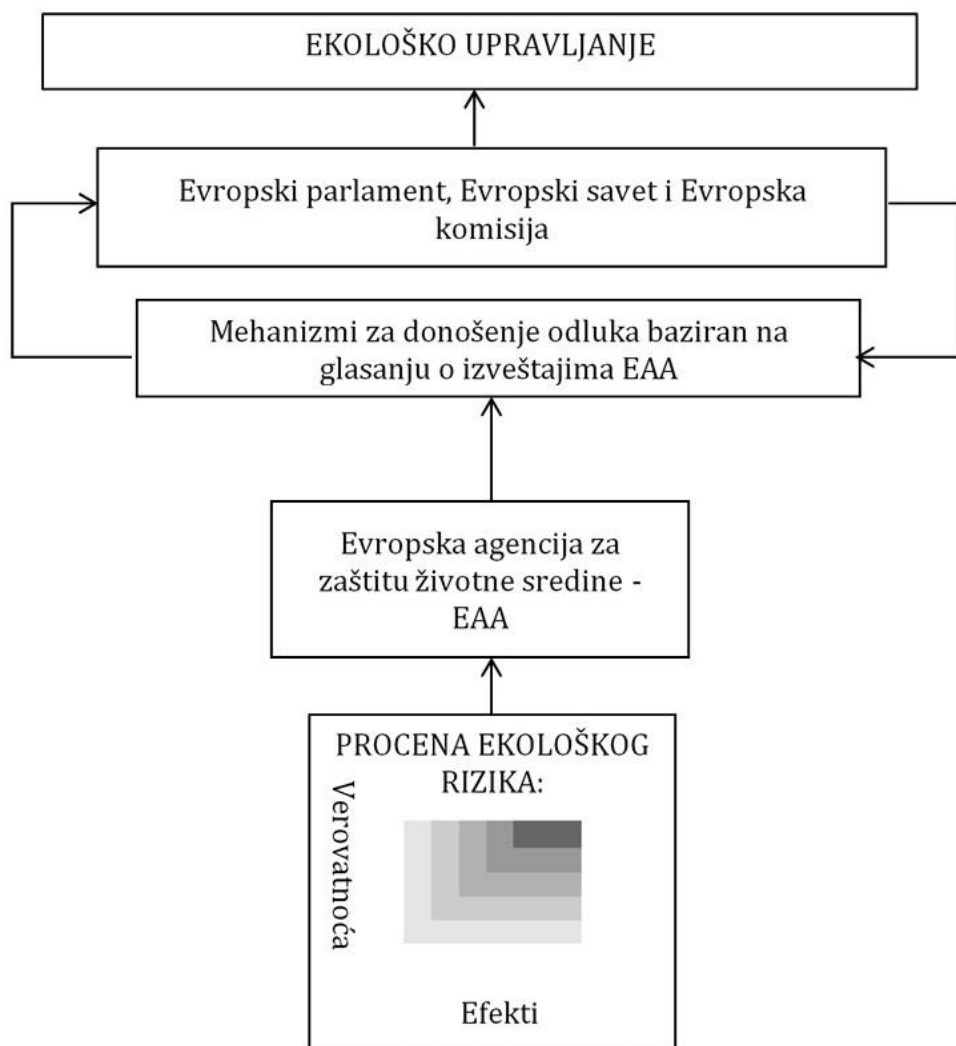 EKOLOŠKO UPRAVLJANJE
Evropski parlament, Evropski savet i Evropska
komisija
Mehanizmi za donošenje odluka baziran na
glasanju o izveštajima EAA
Evropska agencija za
zaštitu životne sredine -
EAA
PROCENA EKOLOŠKOG
RIZIKA:
Verovatnoća
Efekti